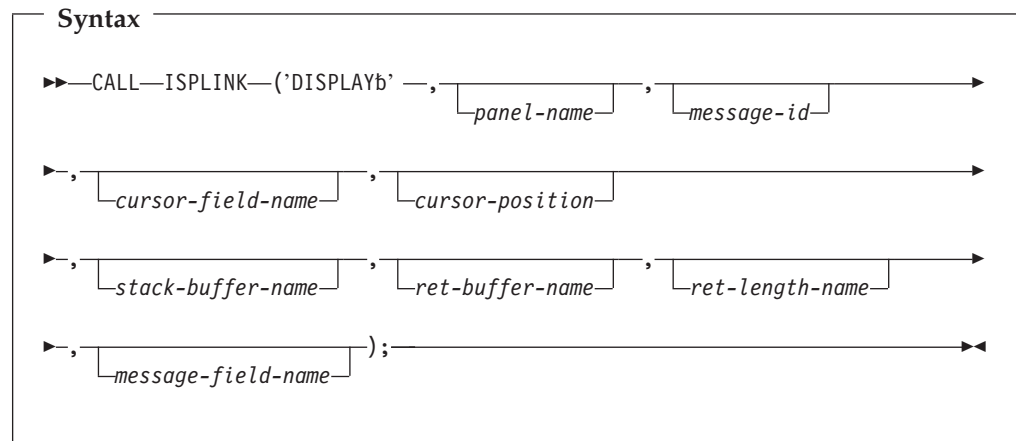 Syntax
►►—CALL—ISPLINK—('DISPLAYƀ' —,—panel-name—,—message-id—►
►—,—cursor-field-name—,—cursor-position—►
►—,—stack-buffer-name—,—ret-buffer-name—,—ret-length-name—►
►—,—message-field-name—);—►◄